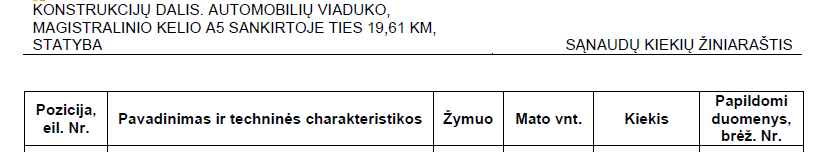 KONSTRUKCIJŲ DALIS. AUTOMOBILIŲ VIADUKO,
MAGISTRALINIO KELIO A5 SANKIRTOJE TIES 19,61 KM,
STATYBA
SĄNAUDŲ KIEKIŲ ŽINIARAŠTIS
Pozicija, eil. Nr.
Pavadinimas ir techninės charakteristikos
Žymuo
Mato vnt.
Kiekis
Papildomi
duomenys,
brėž. Nr.